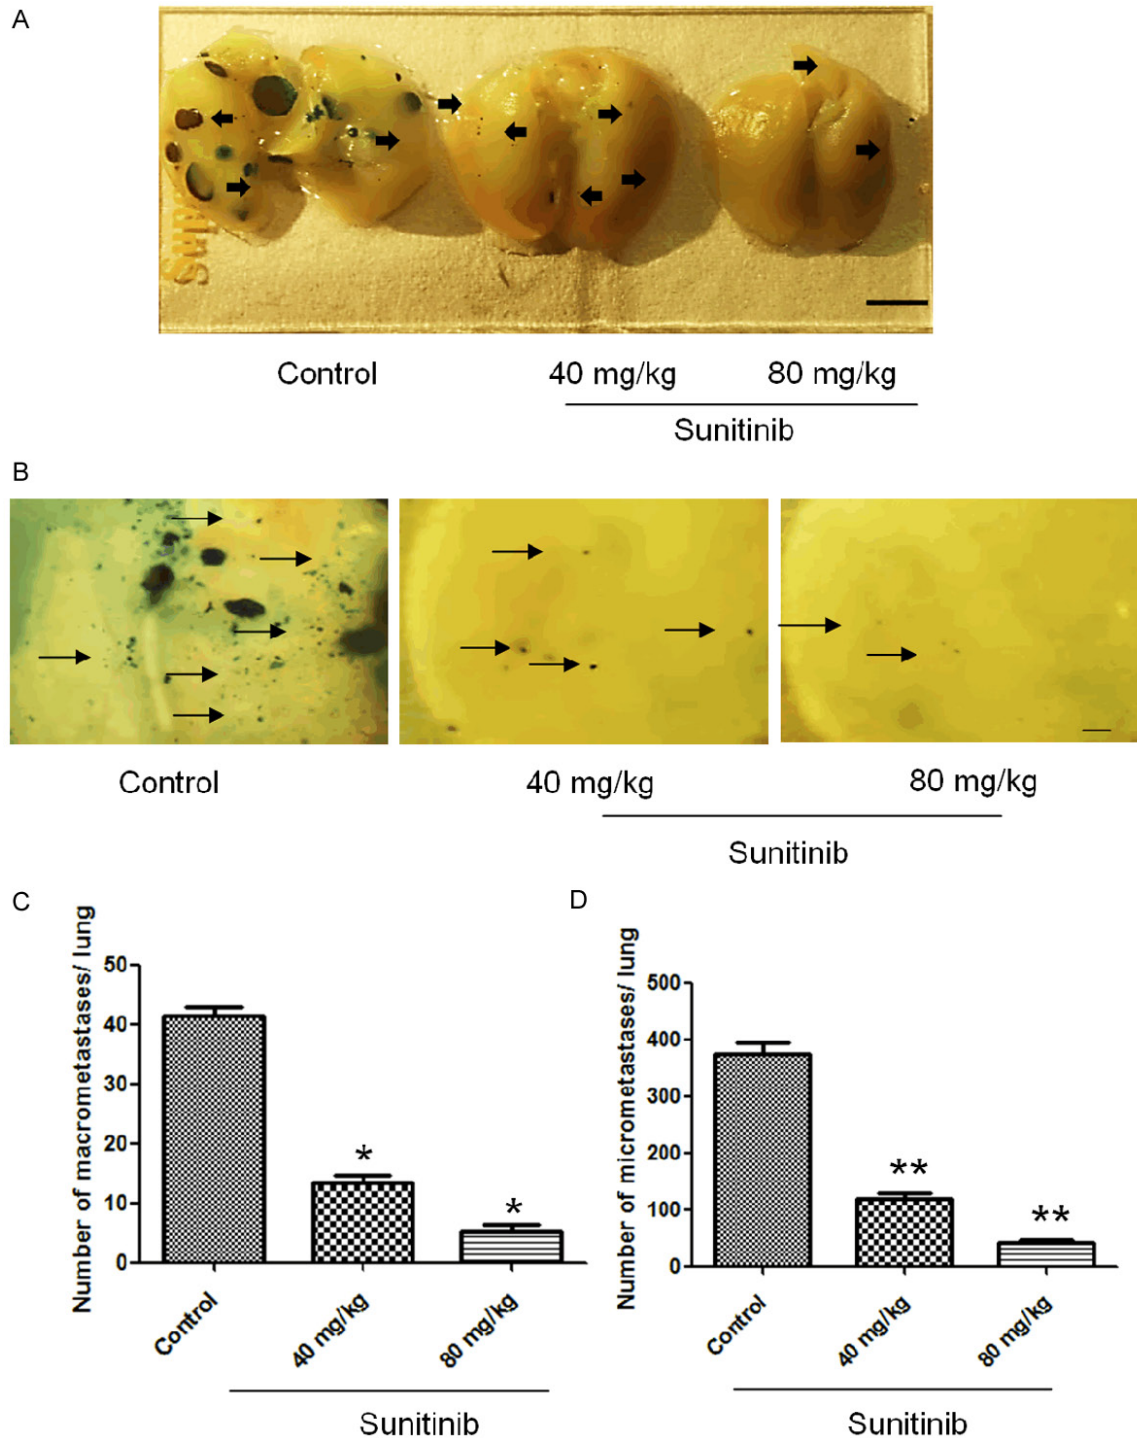 A
Control 40 mg/kg 80 mg/kg
Sunitinib
B
Control 40 mg/kg 80 mg/kg
Sunitinib
C
Number of macrometastases/ lung
50
40
30
20
10
0
*
*
Control
40 mg/kg
80 mg/kg
Sunitinib
D
Number of micrometastases/ lung
500
400
300
200
100
0
**
**
Control
40 mg/kg
80 mg/kg
Sunitinib